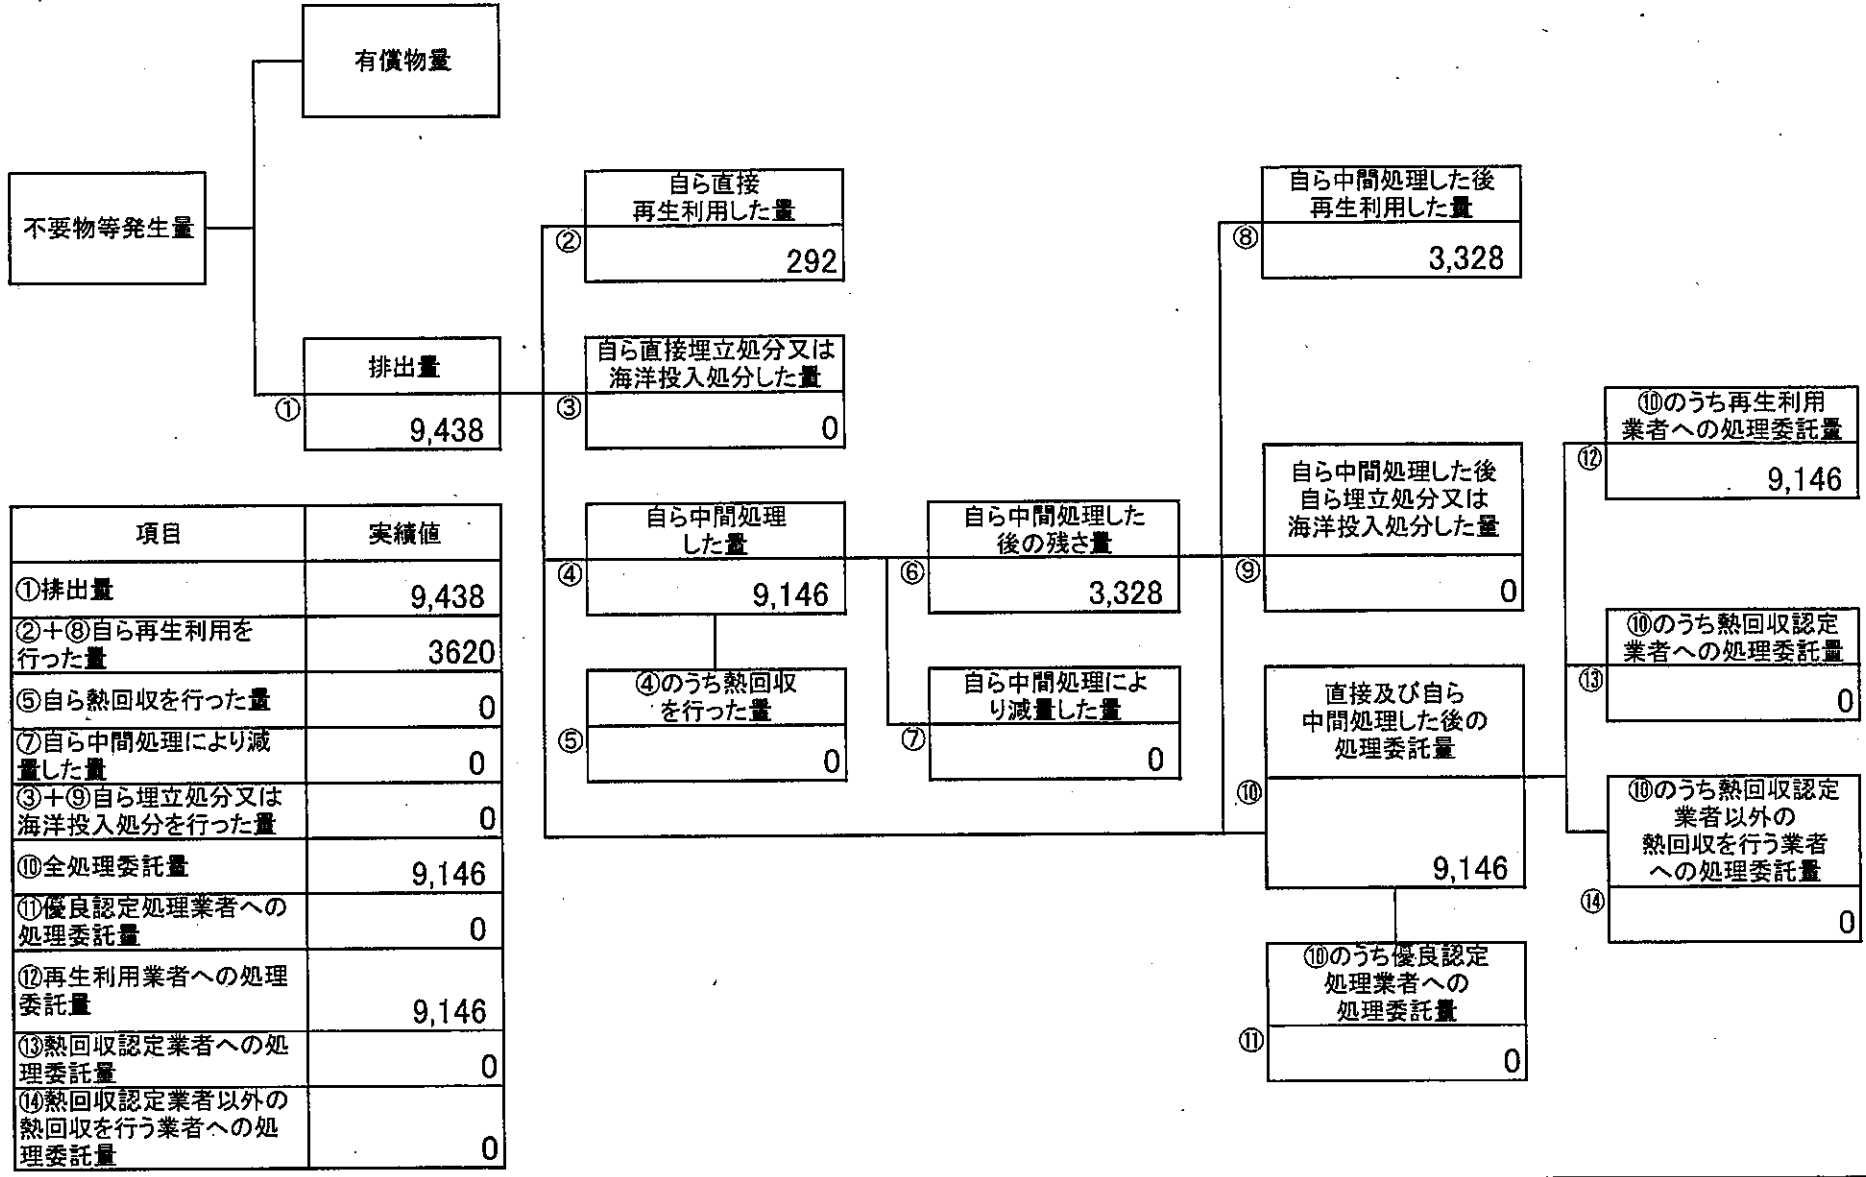 有償物量
不要物等発生量
排出量
①
9,438
自ら直接
再生利用した量
②
292
自ら直接埋立処分又は
海洋投入処分した量
③
0
自ら中間処理
した量
④
9,146
④のうち熱回収
を行った量
⑤
0
自ら中間処理した
後の残さ量
⑥
3,328
自ら中間処理によ
り減量した量
⑦
0
自ら中間処理した後
再生利用した量
⑧
3,328
自ら中間処理した後
自ら埋立処分又は
海洋投入処分した量
⑨
0
直接及び自ら
中間処理した後の
処理委託量
⑩
9,146
⑩のうち優良認定
処理業者への
処理委託量
⑪
0
⑩のうち再生利用
業者への処理委託量
⑫
9,146
⑩のうち熱回収認定
業者への処理委託量
⑬
0
⑩のうち熱回収認定
業者以外の
熱回収を行う業者
への処理委託量
⑭
0
項目 実績値
①排出量 9,438
②+⑧自ら再生利用を
行った量 3620
⑤自ら熱回収を行った量 0
⑦自ら中間処理により減
量した量 0
③+⑨自ら埋立処分又は
海洋投入処分を行った量 0
⑩全処理委託量 9,146
⑪優良認定処理業者への
処理委託量 0
⑫再生利用業者への処理
委託量 9,146
⑬熱回収認定業者への処
理委託量 0
⑭熱回収認定業者以外の
熱回収を行う業者への処
理委託量 0